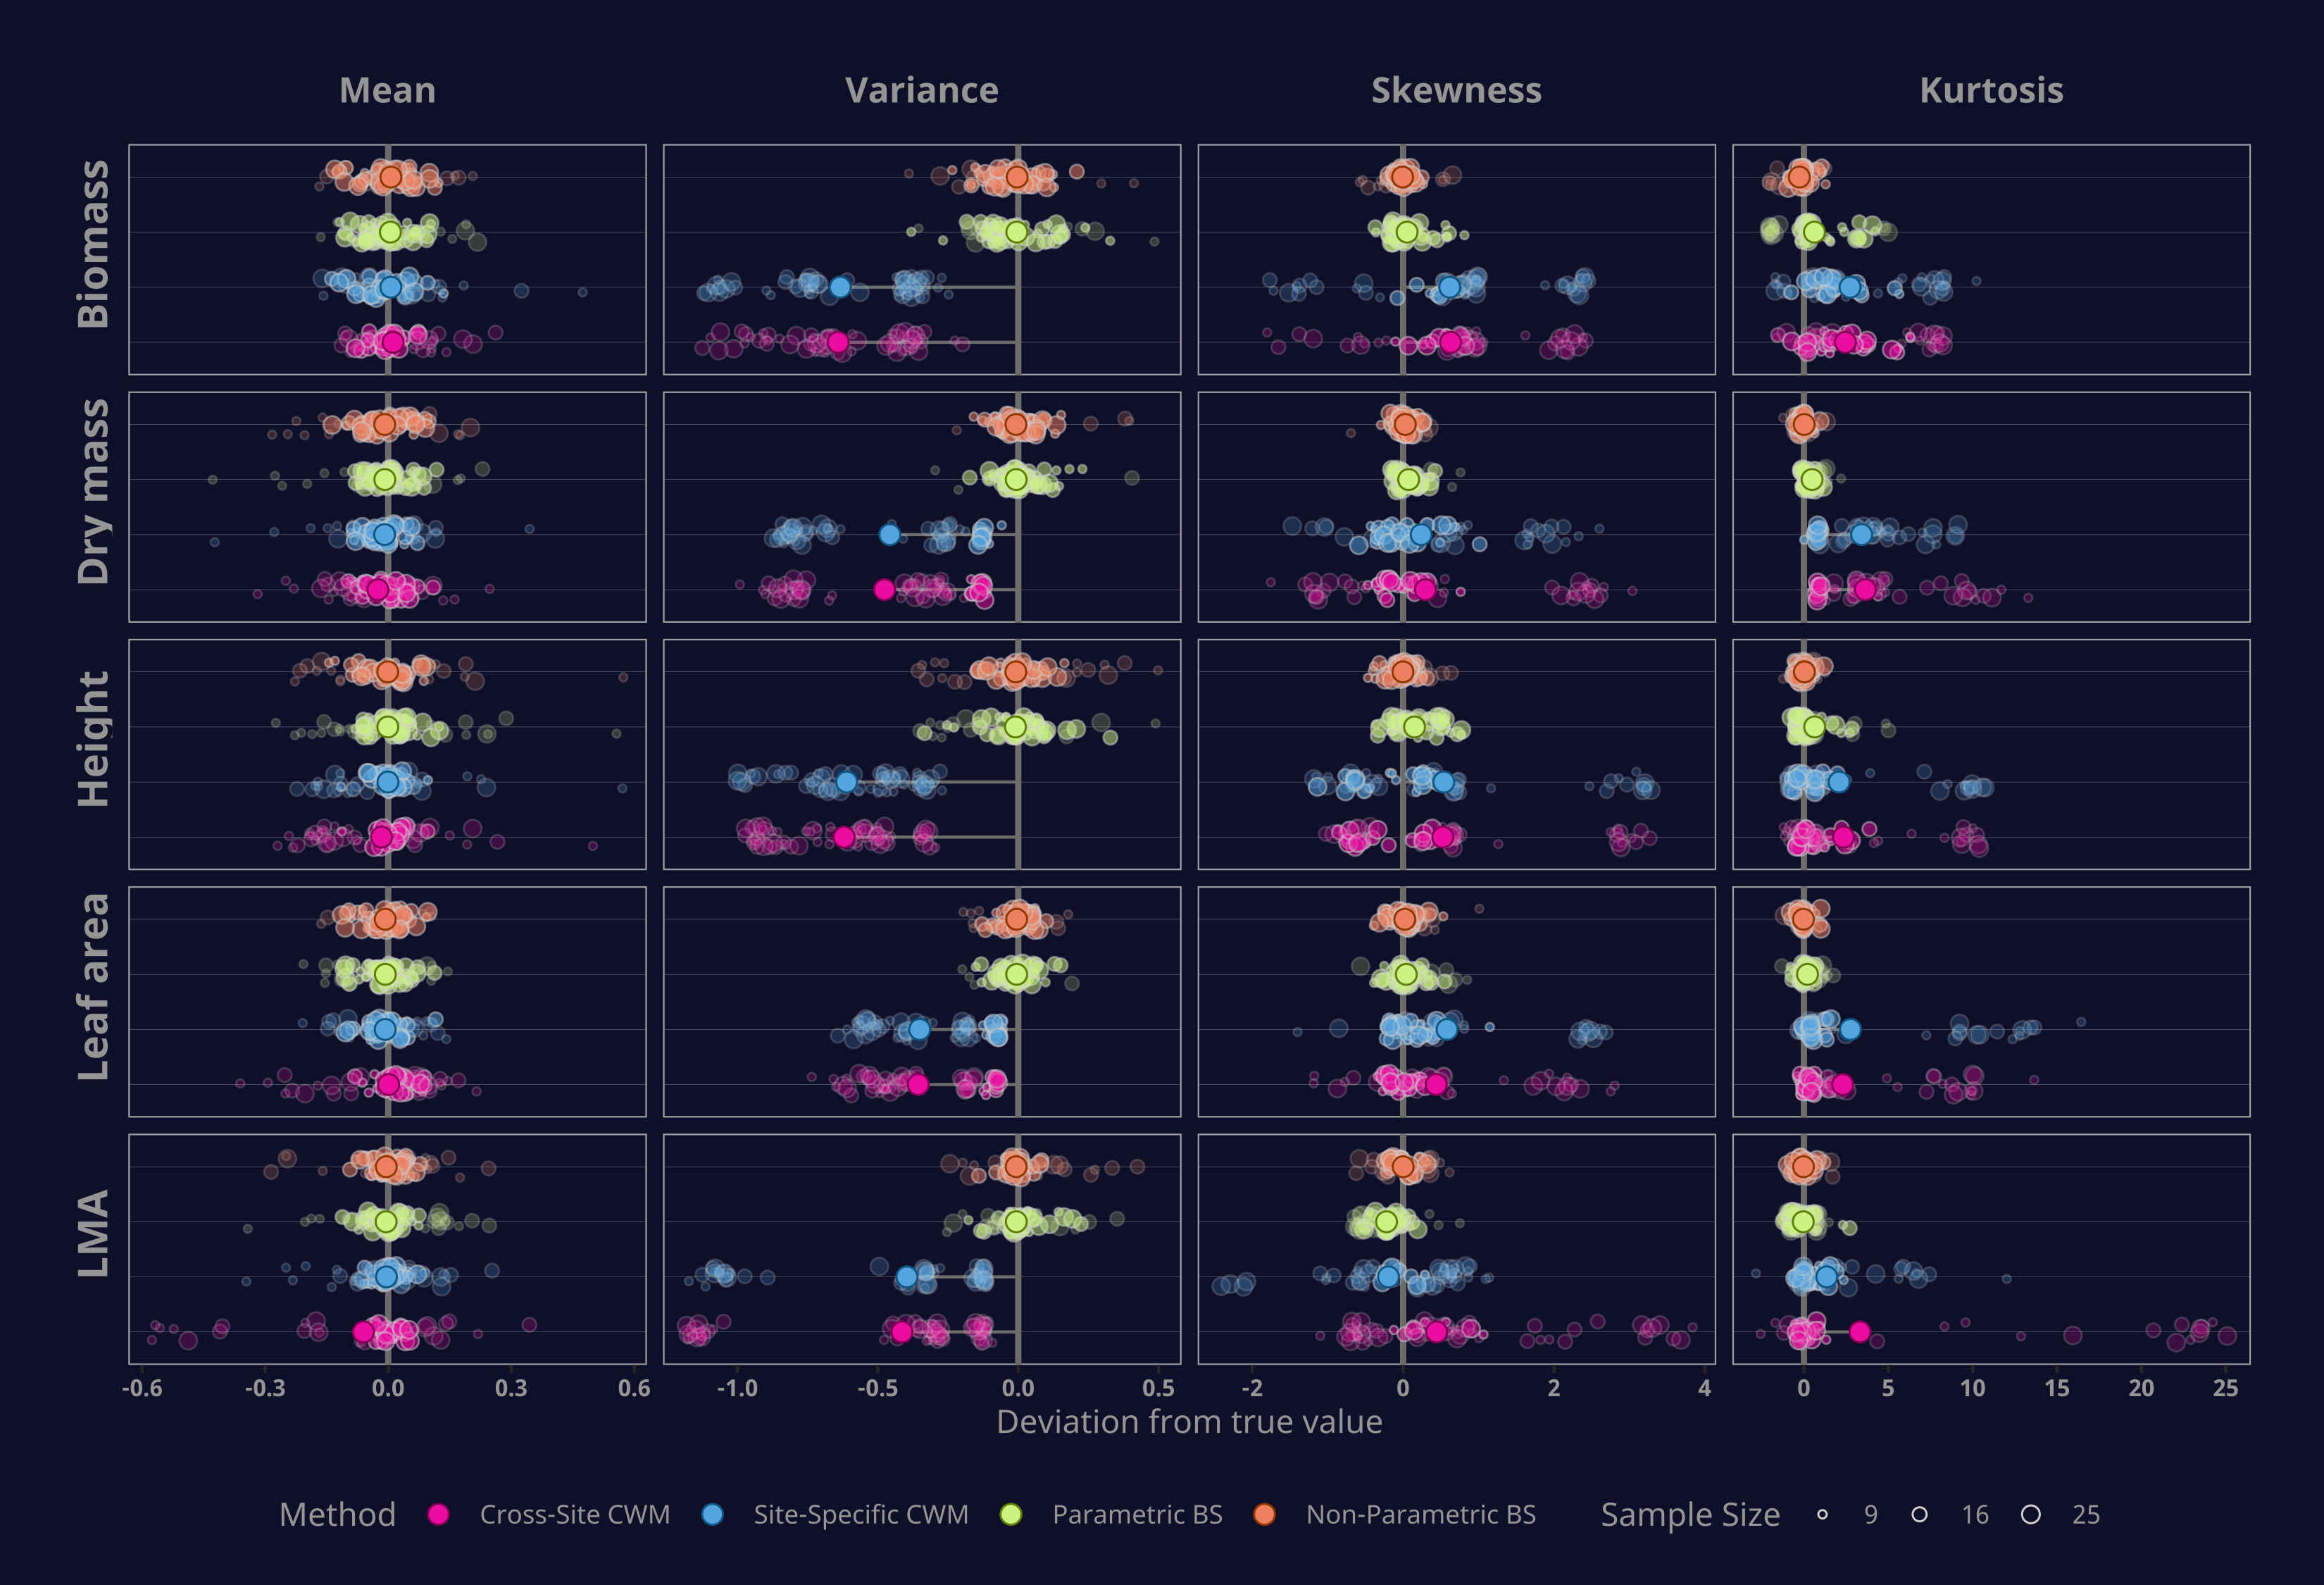 Mean Variance Skewness Kurtosis
Biomass
Dry mass
Height
Leaf area
LMA
-0.6 -0.3 0.0 0.3 0.6 -1.0 -0.5 0.0 0.5 -2 0 2 4 0 5 10 15 20 25
Deviation from true value
Method Cross-Site CWM Site-Specific CWM Parametric BS Non-Parametric BS Sample Size 9 16 25